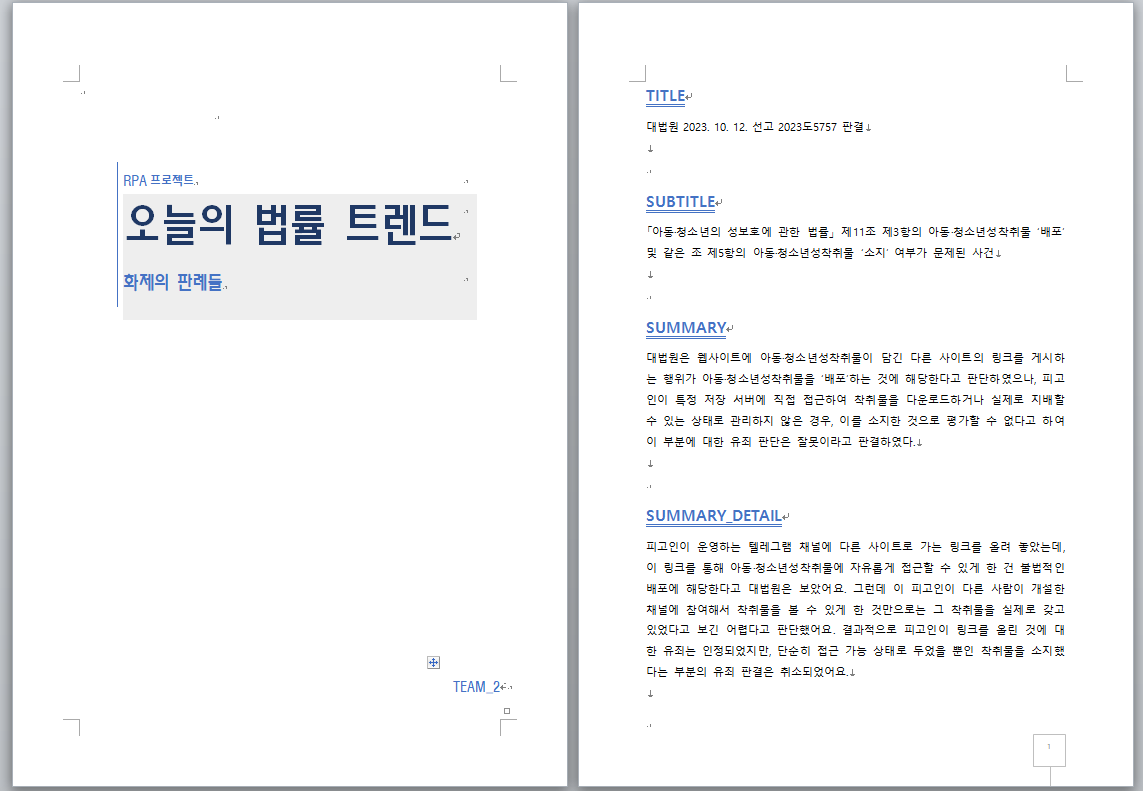 RPA 프로젝트
오늘의 법률 트렌드
화제의 판례들
TEAM_2
TITLE
대법원 2023. 10. 12. 선고 2023도5757 판결
SUBTITLE
「아동·청소년의 성보호에 관한 법률」 제11조 제3항의 아동·청소년성착취물 '배포'
및 같은 조 제5항의 아동·청소년성착취물 '소지' 여부가 문제된 사건
SUMMARY
대법원은 웹사이트에 아동·청소년성착취물이 담긴 다른 사이트의 링크를 게시하
는 행위가 아동·청소년성착취물을 '배포'하는 것에 해당한다고 판단하였으나, 피고
인이 특정 저장 서버에 직접 접근하여 착취물을 다운로드하거나 실제로 지배할
수 있는 상태로 관리하지 않은 경우, 이를 소지한 것으로 평가할 수 없다고 하여
이 부분에 대한 유죄 판단은 잘못이라고 판결하였다.
SUMMARY_DETAIL
피고인이 운영하는 텔레그램 채널에 다른 사이트로 가는 링크를 올려 놓았는데,
이 링크를 통해 아동·청소년성착취물에 자유롭게 접근할 수 있게 한 건 불법적인
배포에 해당한다고 대법원은 보았어요. 그런데 이 피고인이 다른 사람이 개설한
채널에 참여해서 착취물을 볼 수 있게 한 것만으로는 그 착취물을 실제로 갖고
있었다고 보긴 어렵다고 판단했어요. 결과적으로 피고인이 링크를 올린 것에 대
한 유죄는 인정되었지만, 단순히 접근 가능 상태로 두었을 뿐인 착취물을 소지했
다는 부분의 유죄 판결은 취소되었어요.
1